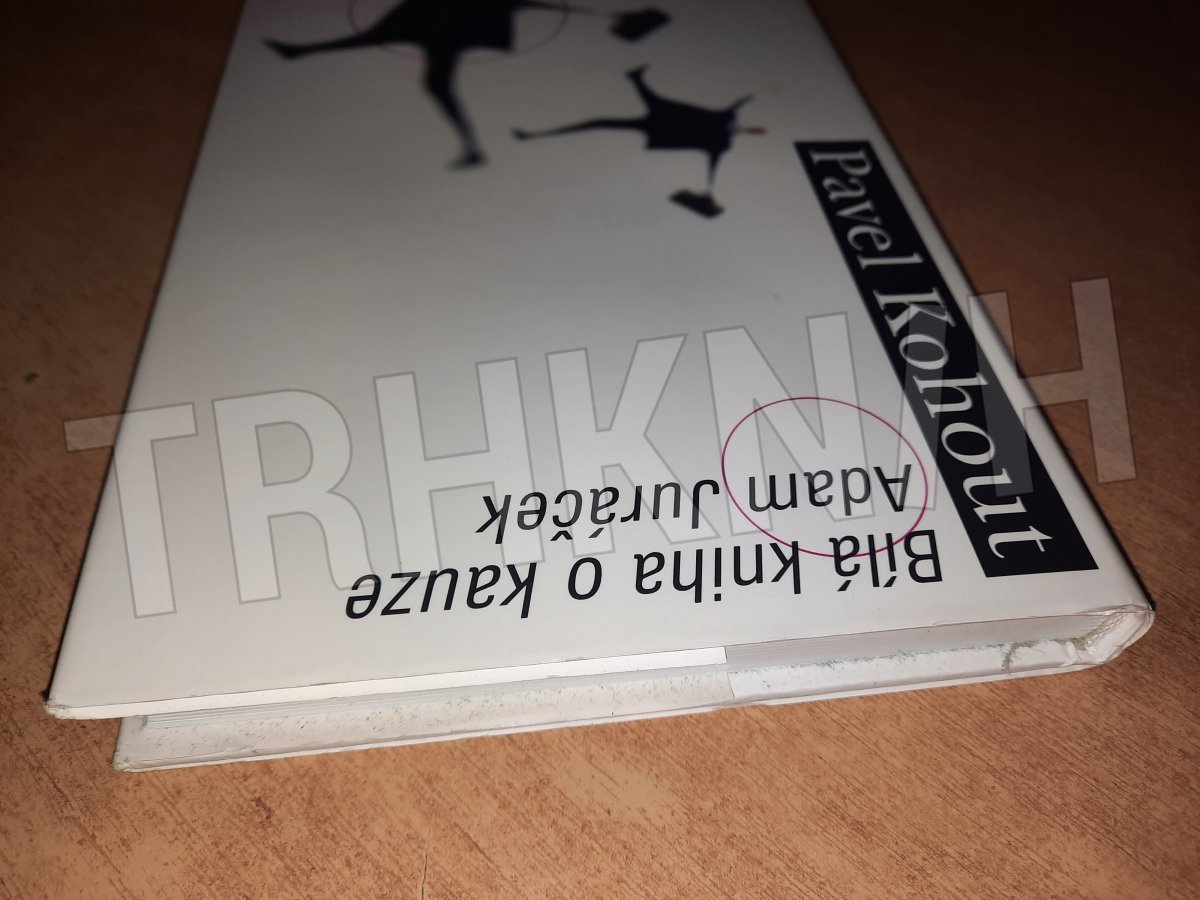 Pavel Kohout
Bílá kniha o kauze
Adam Juráček
TRHKNIH